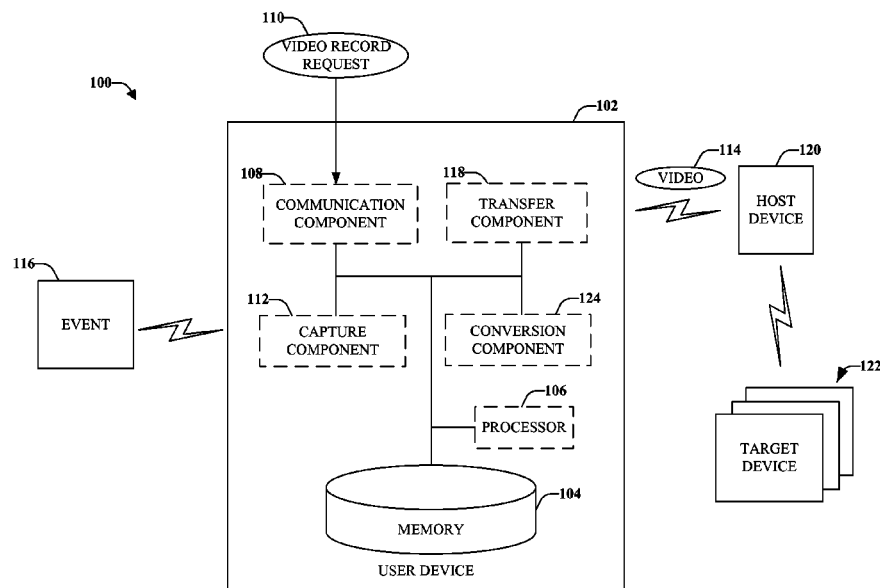 110
VIDEO RECORD
REQUEST
100
102
114
120
108
118
VIDEO
COMMUNICATION
COMPONENT
TRANSFER
COMPONENT
HOST
DEVICE
116
112
124
EVENT
CAPTURE
COMPONENT
CONVERSION
COMPONENT
106
122
PROCESSOR
TARGET
DEVICE
104
MEMORY
USER DEVICE